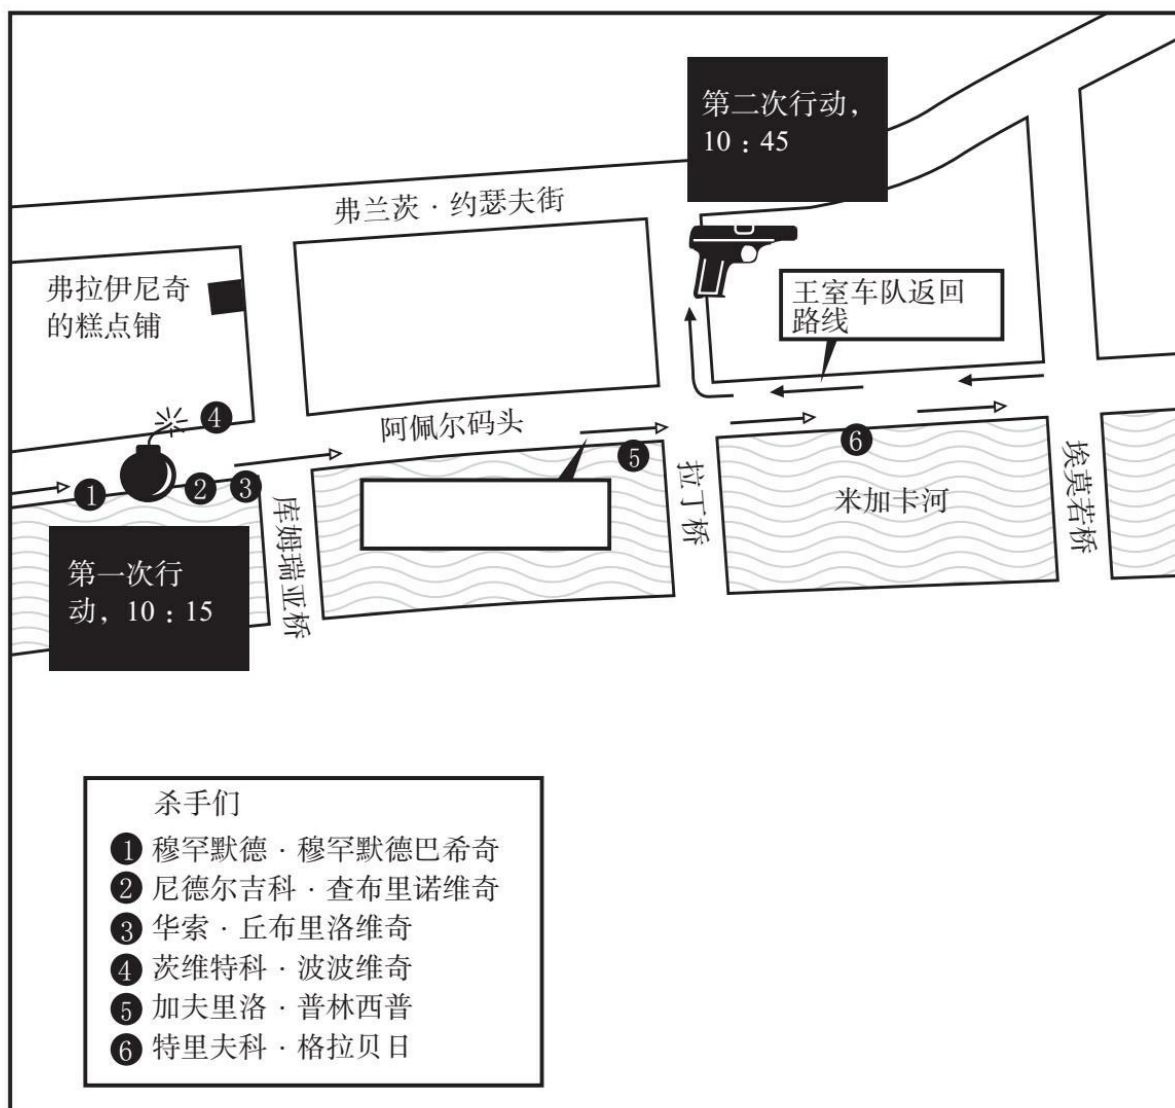 第二次行动，
10：45
弗兰茨·约瑟夫街
弗拉伊尼奇
的糕点铺
王室车队返回
路线
4
阿佩尔码头
1
2
3
5
6
库姆瑞亚桥
拉丁桥
米加卡河
埃莫若桥
第一次行
动，10：15
杀手们
1 穆罕默德·穆罕默德巴希奇
2 尼德尔吉科·查布里诺维奇
3 华索·丘布里洛维奇
4 茨维特科·波波维奇
5 加夫里洛·普林西普
6 特里夫科·格拉贝日